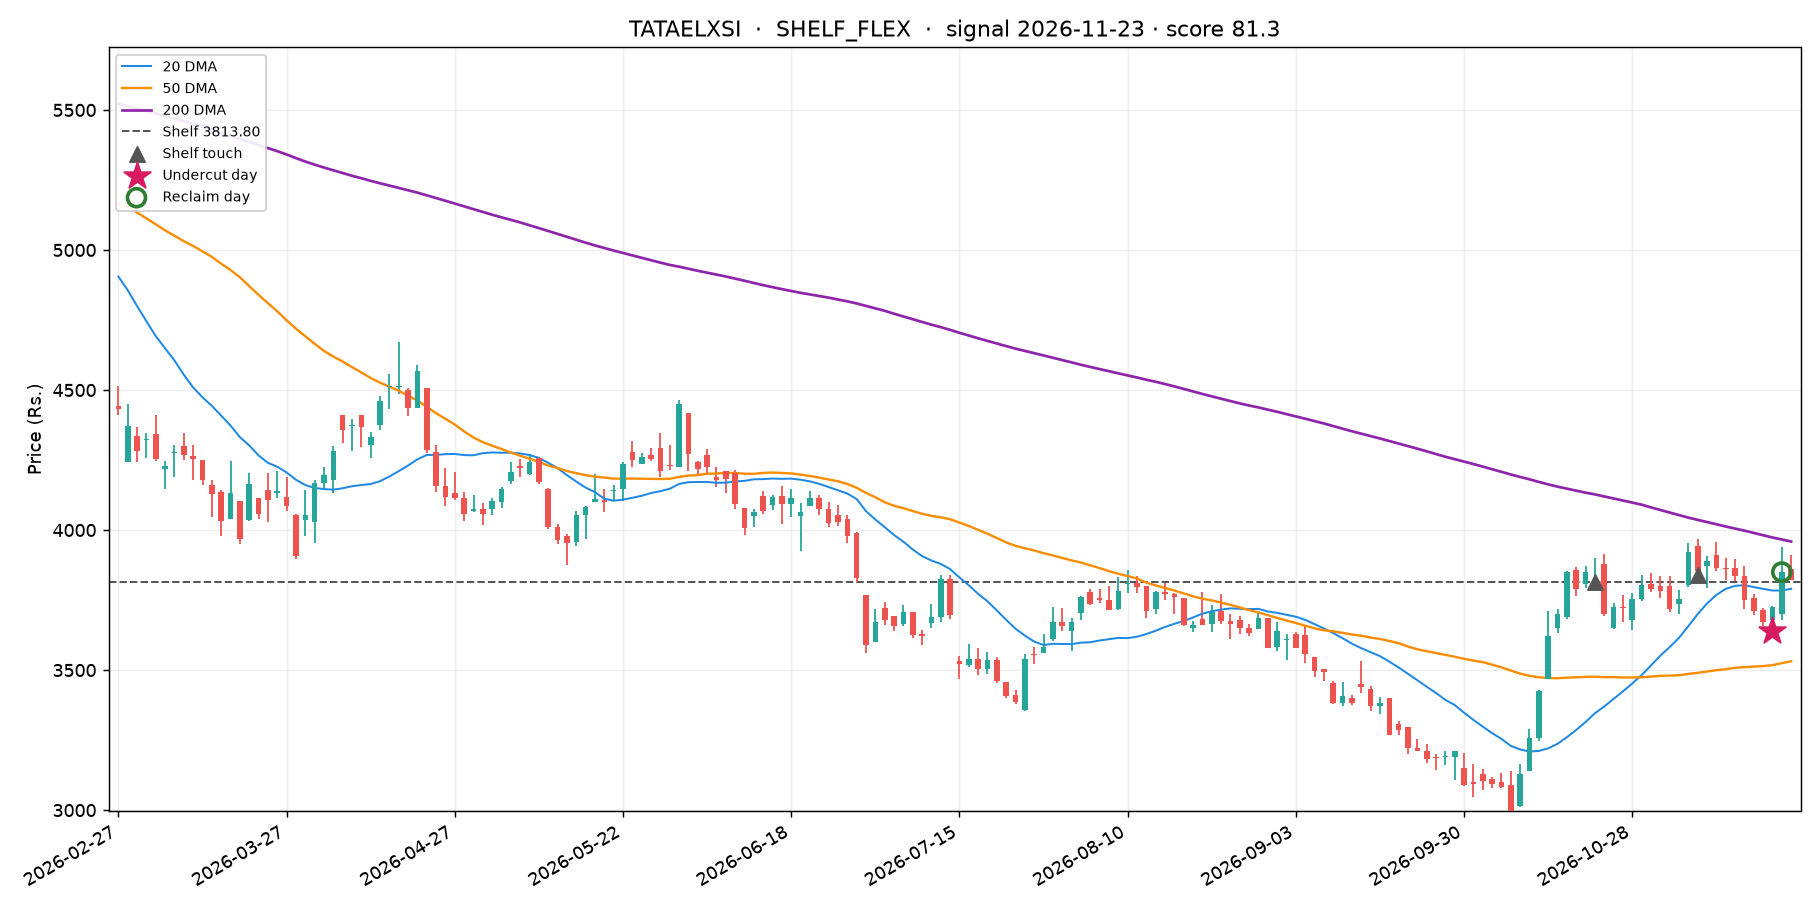 TATAELXSI · SHELF_FLEX · signal 2026-11-23 · score 81.3
20 DMA
50 DMA
200 DMA
Shelf 3813.80
Shelf touch
Undercut day
Reclaim day
Price (Rs.)
5500
5000
4500
4000
3500
3000
2026-02-27
2026-03-27
2026-04-27
2026-05-22
2026-06-18
2026-07-15
2026-08-10
2026-09-03
2026-09-30
2026-10-28